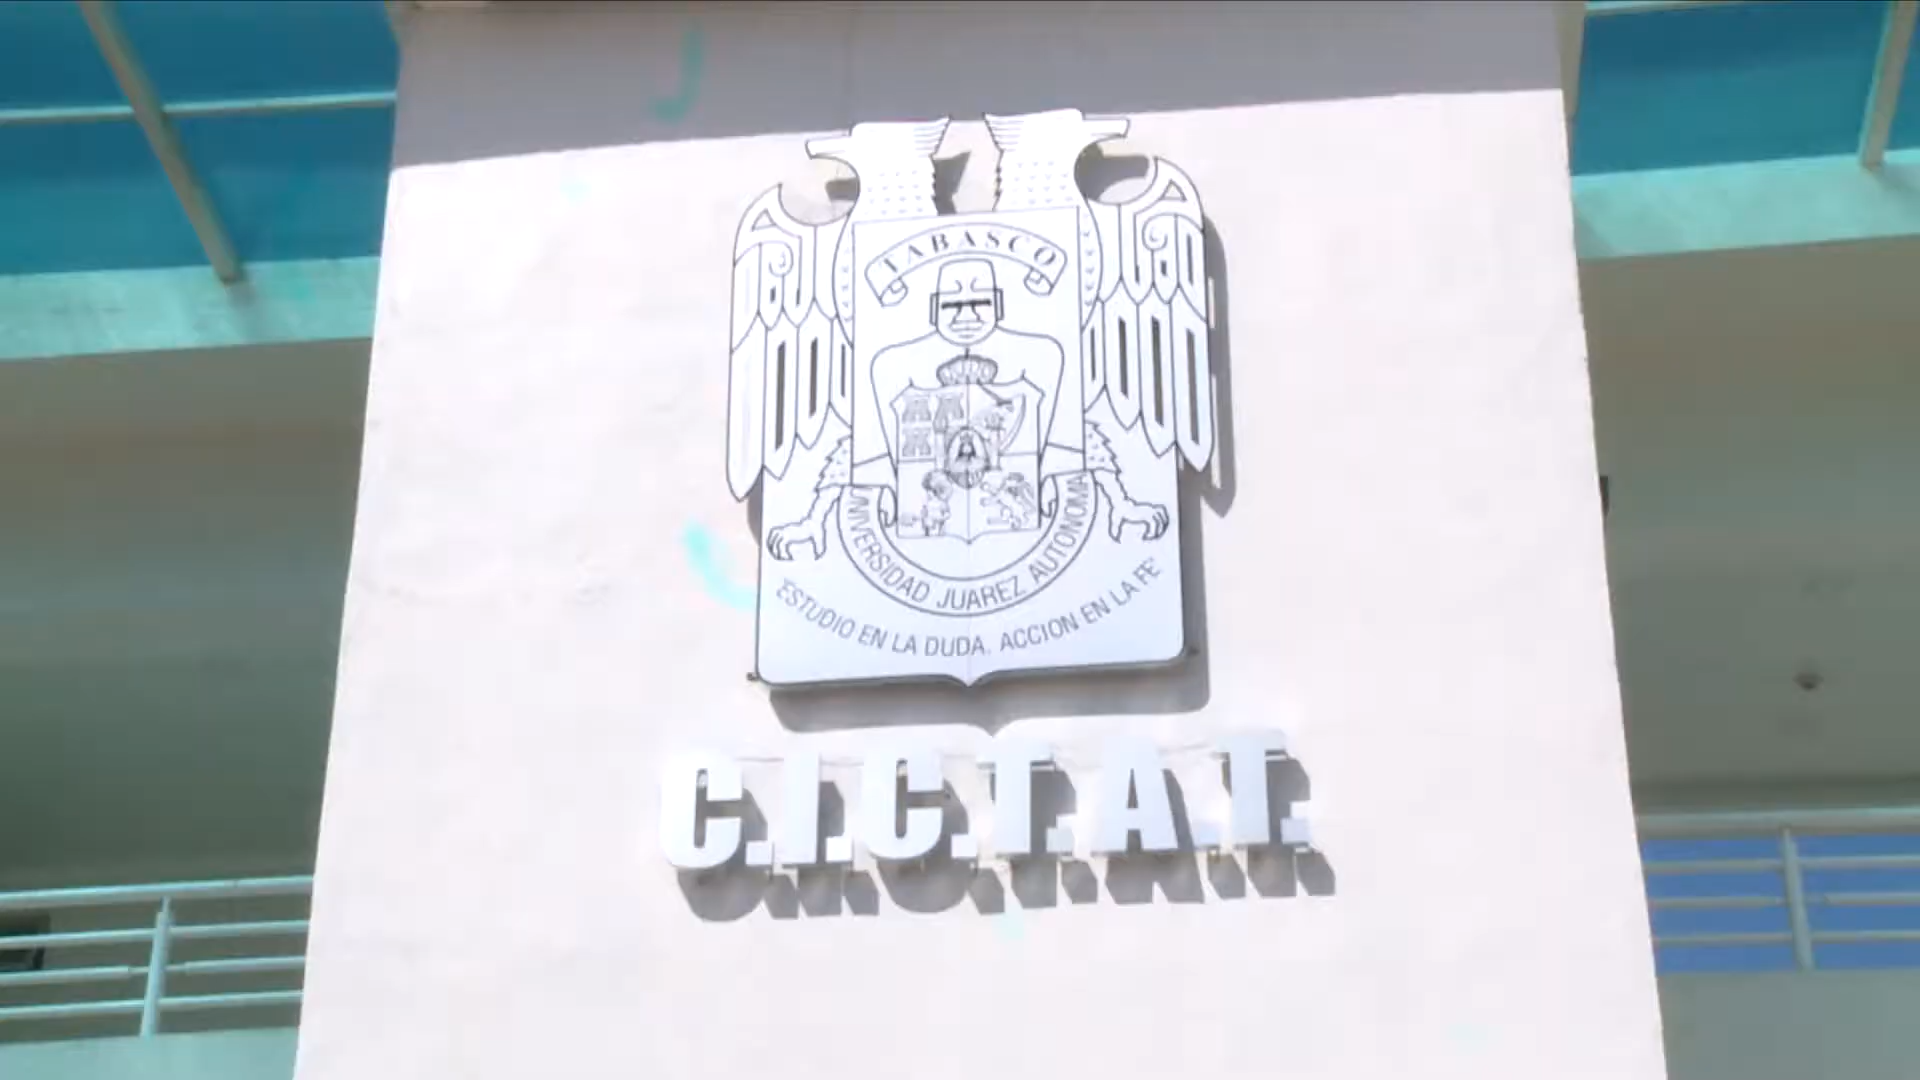 TABASCO
UNIVERSIDAD JUAREZ AUTONOMA
"ESTUDIO EN LA DUDA. ACCION EN LA FE"
C.I.C.T.A.T.